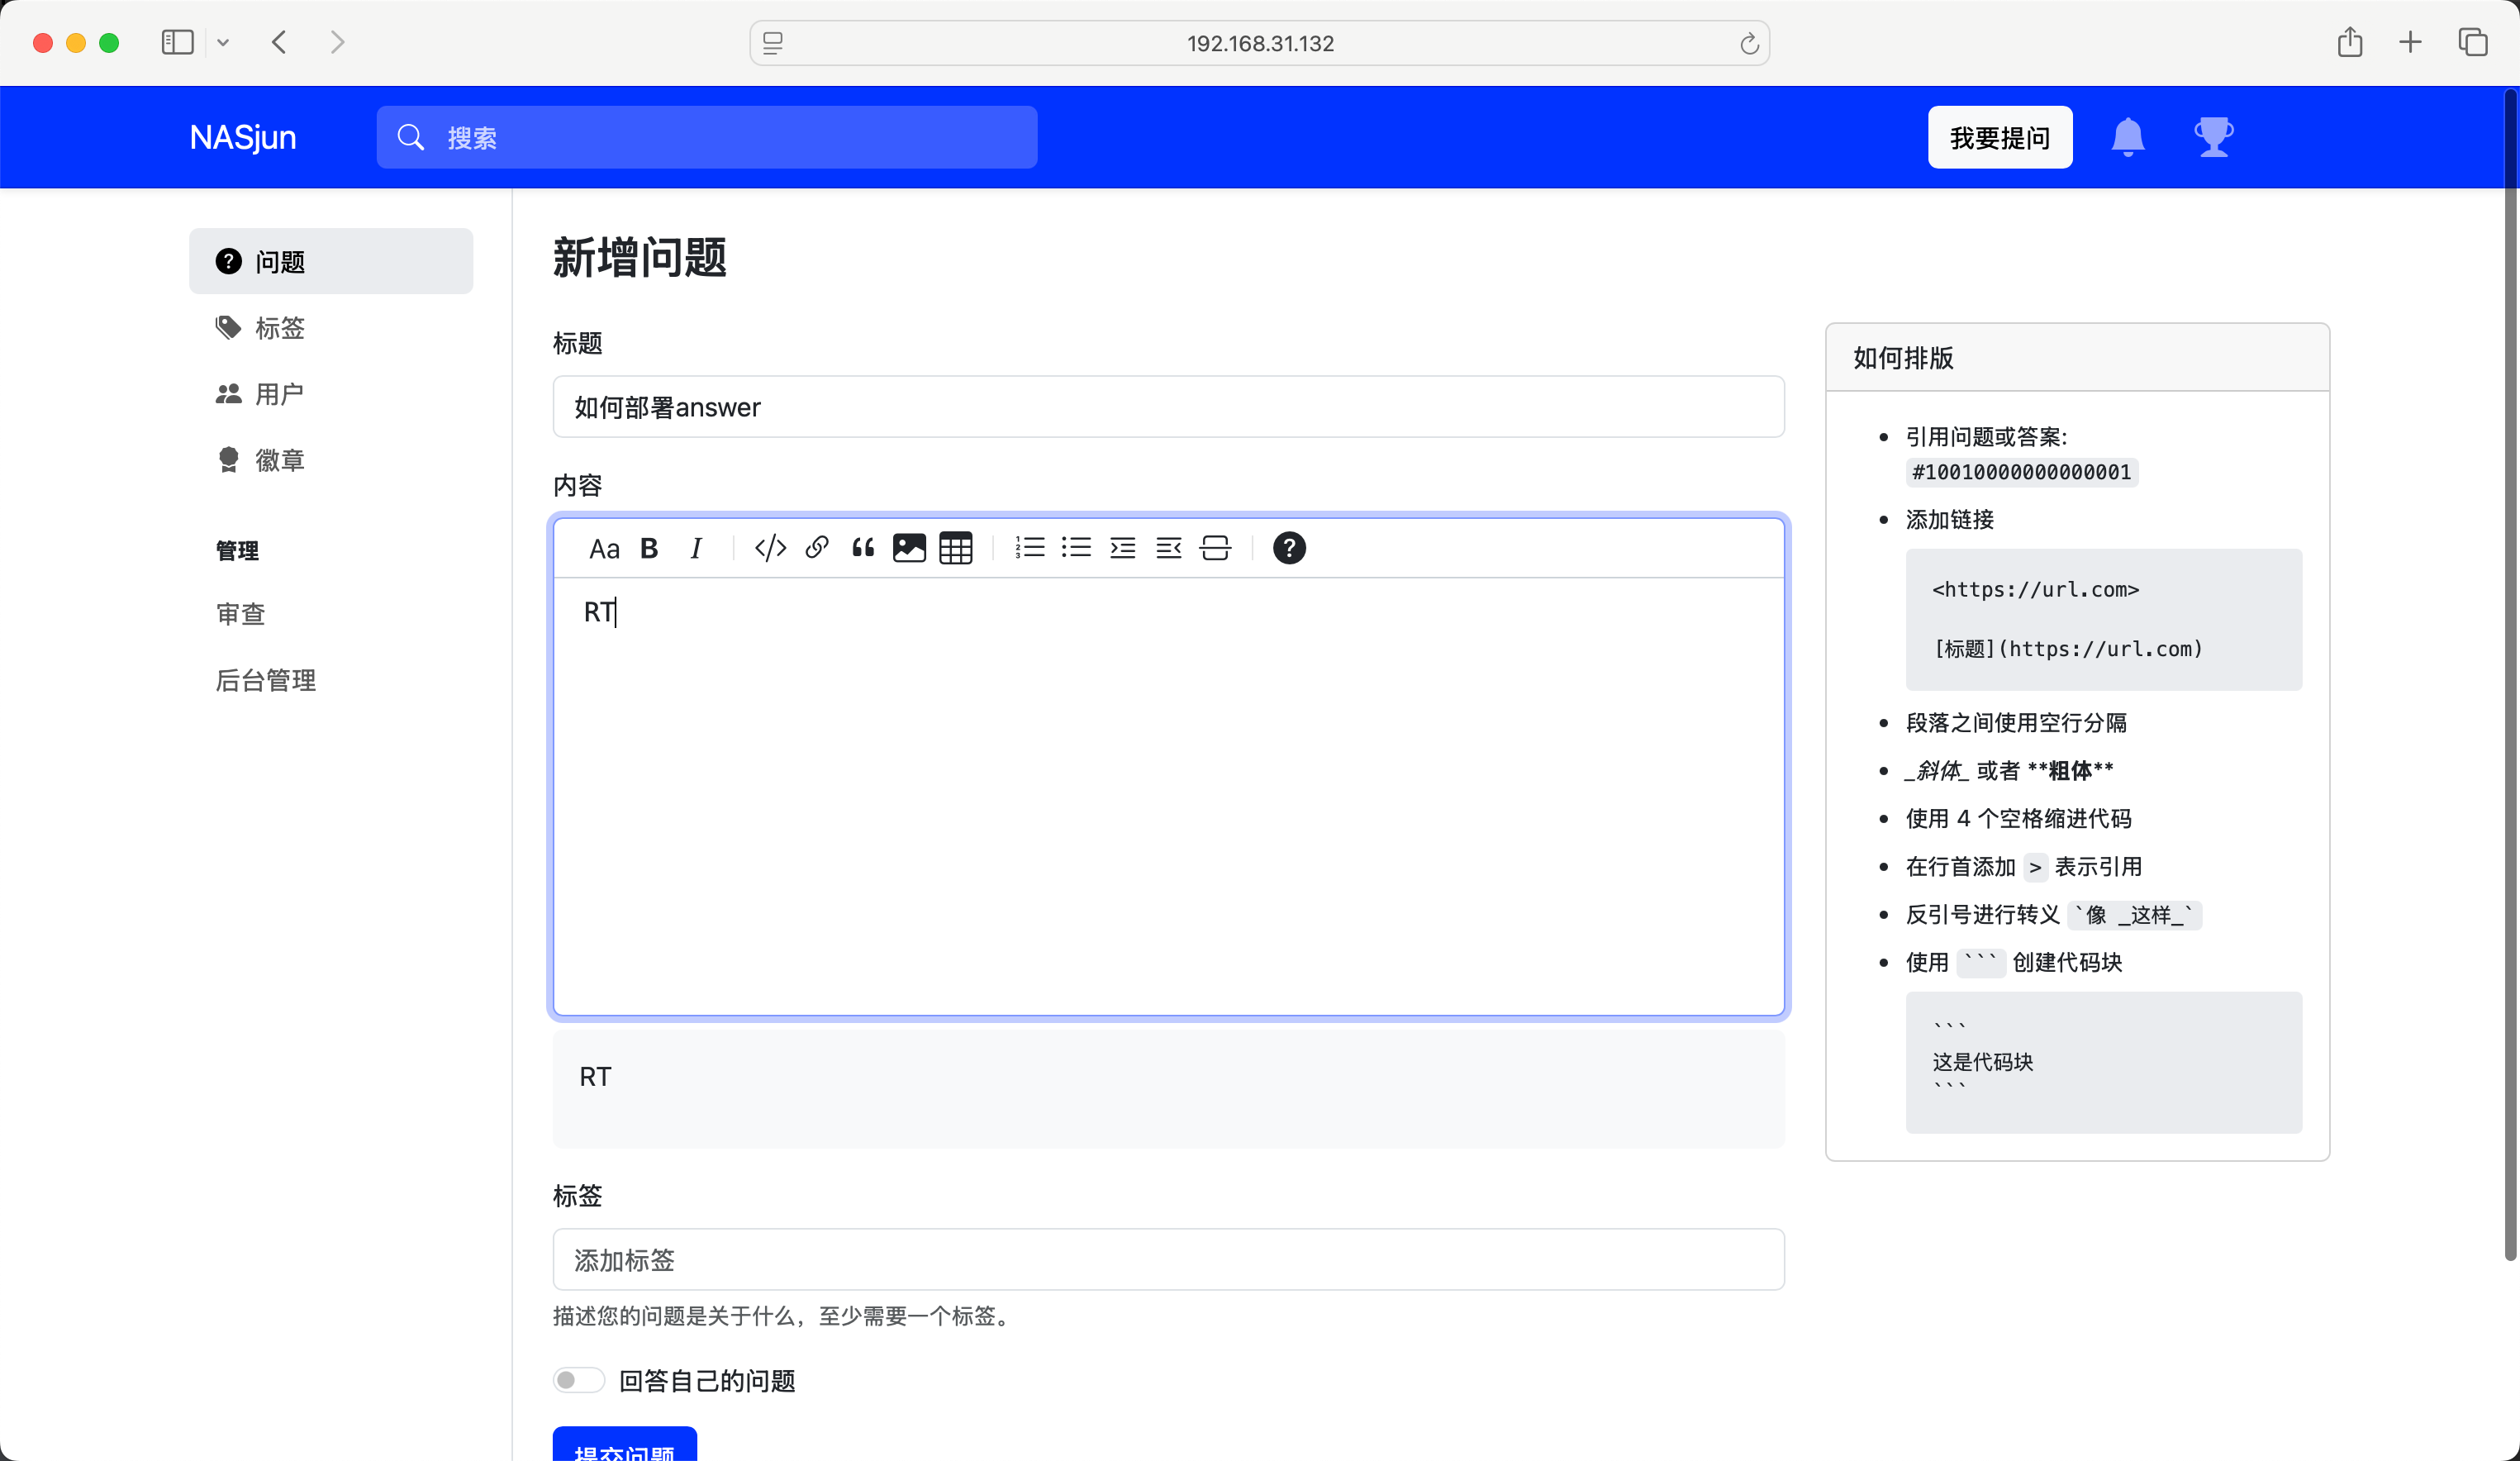 192.168.31.132
NASjun
搜索
我要提问
问题
标签
用户
徽章
管理
审查
后台管理
新增问题
标题
如何部署answer
内容
Aa B I
RT
RT
标签
添加标签
描述您的问题是关于什么，至少需要一个标签。
回答自己的问题
提交问题
如何排版
引用问题或答案:
#10010000000000001
添加链接
<https://url.com>
[标题](https://url.com)
段落之间使用空行分隔
_斜体_ 或者 **粗体**
使用 4 个空格缩进代码
在行首添加 > 表示引用
反引号进行转义 `像 _这样_`
使用 ``` 创建代码块
```
这是代码块
```